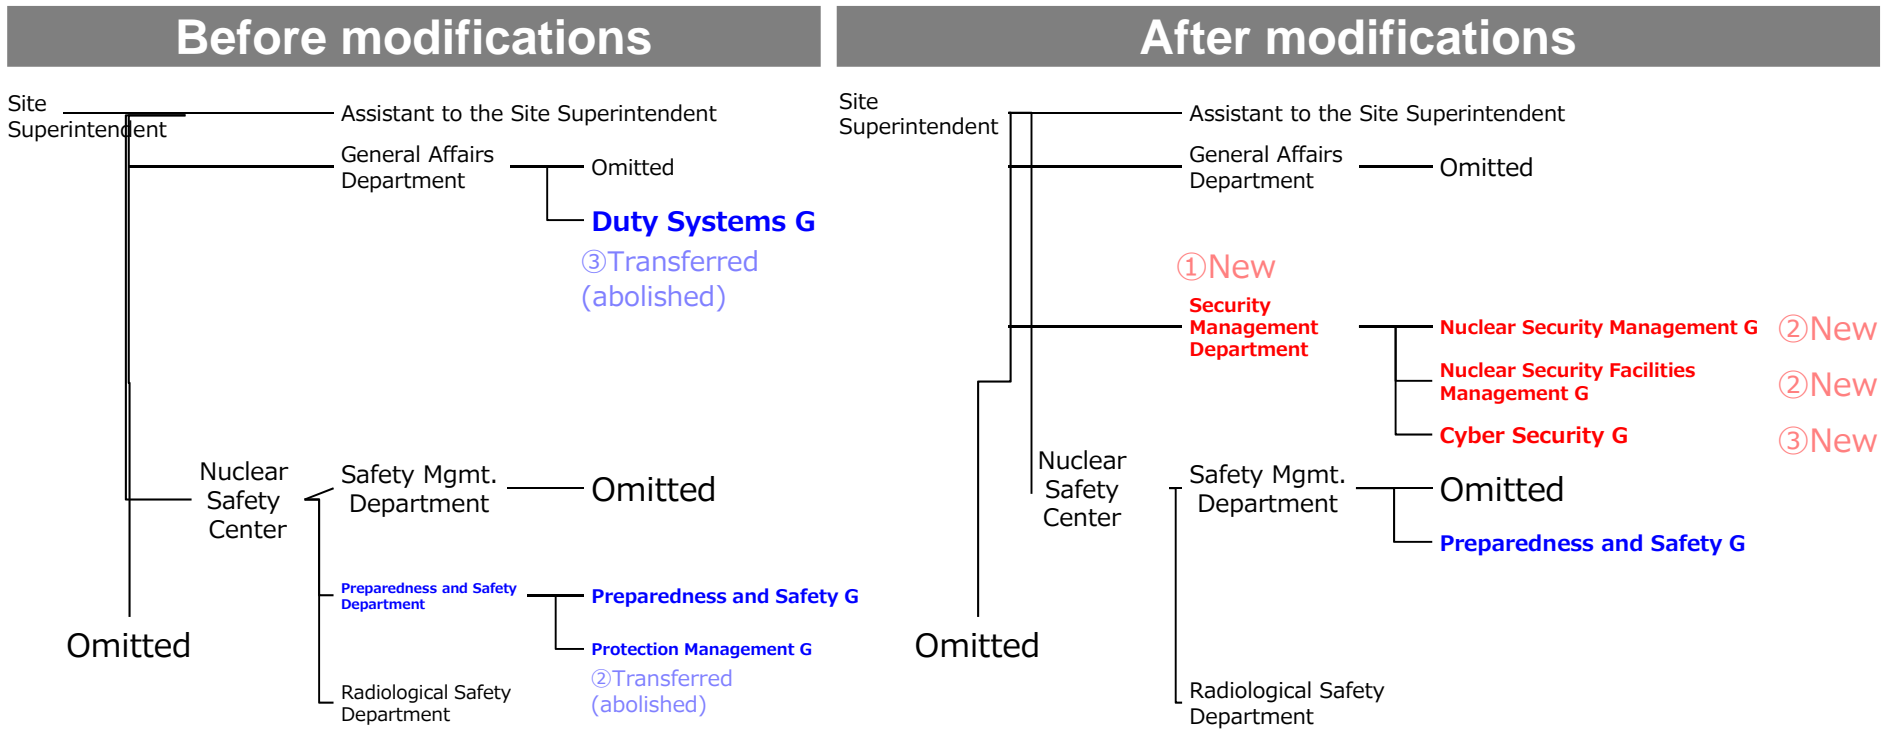 Before modifications
Site
Superintendent
Assistant to the Site Superintendent
General Affairs
Department
Omitted
Duty Systems G
③Transferred
(abolished)
Nuclear
Safety
Center
Safety Mgmt.
Department
Omitted
Preparedness and Safety
Department
Preparedness and Safety G
Protection Management G
②Transferred
(abolished)
Radiological Safety
Department
Omitted
After modifications
Site
Superintendent
Assistant to the Site Superintendent
General Affairs
Department
Omitted
①New
Security
Management
Department
Nuclear Security Management G
②New
Nuclear Security Facilities
Management G
②New
Cyber Security G
③New
Nuclear
Safety
Center
Safety Mgmt.
Department
Omitted
Preparedness and Safety G
Omitted
Radiological Safety
Department